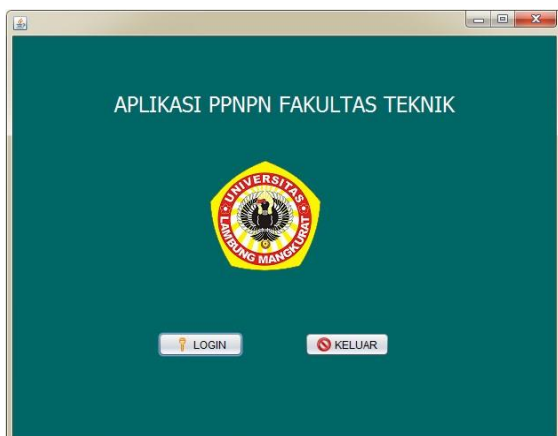 APLIKASI PPNPN FAKULTAS TEKNIK
UNIVERSITAS
LAMBUNG MANGKURAT
LOGIN
KELUAR